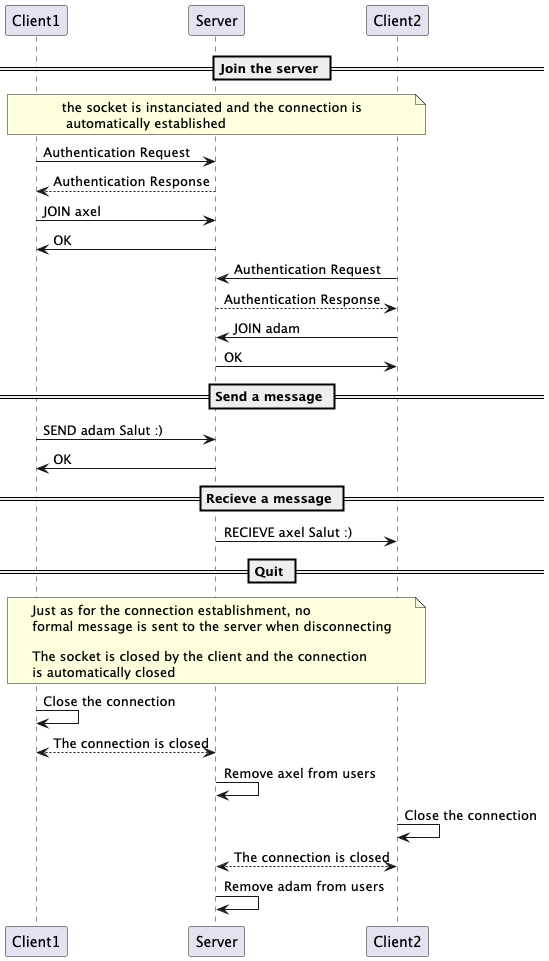 Client1 Server Client2
Join the server
the socket is instanciated and the connection is
automatically established
Authentication Request
Authentication Response
JOIN axel
OK
Authentication Request
Authentication Response
JOIN adam
OK
Send a message
SEND adam Salut :)
OK
Recieve a message
RECIEVE axel Salut :)
Quit
Just as for the connection establishment, no
formal message is sent to the server when disconnecting
The socket is closed by the client and the connection
is automatically closed
Close the connection
The connection is closed
Remove axel from users
Close the connection
The connection is closed
Remove adam from users
Client1 Server Client2